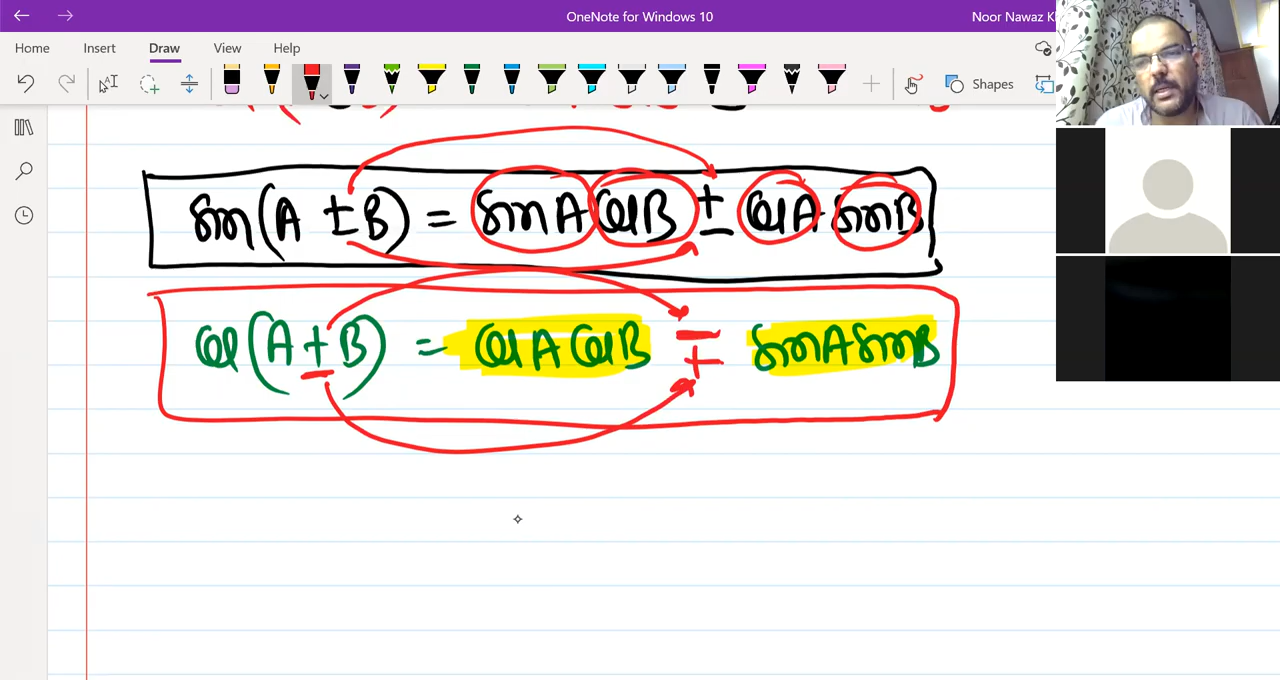 OneNote for Windows 10
Noor Nawaz K
Home Insert Draw View Help
Shapes
sin(A ± B) = sinA cosB ± cosA sinB
cos(A ± B) = cosA cosB ∓ sinA sinB